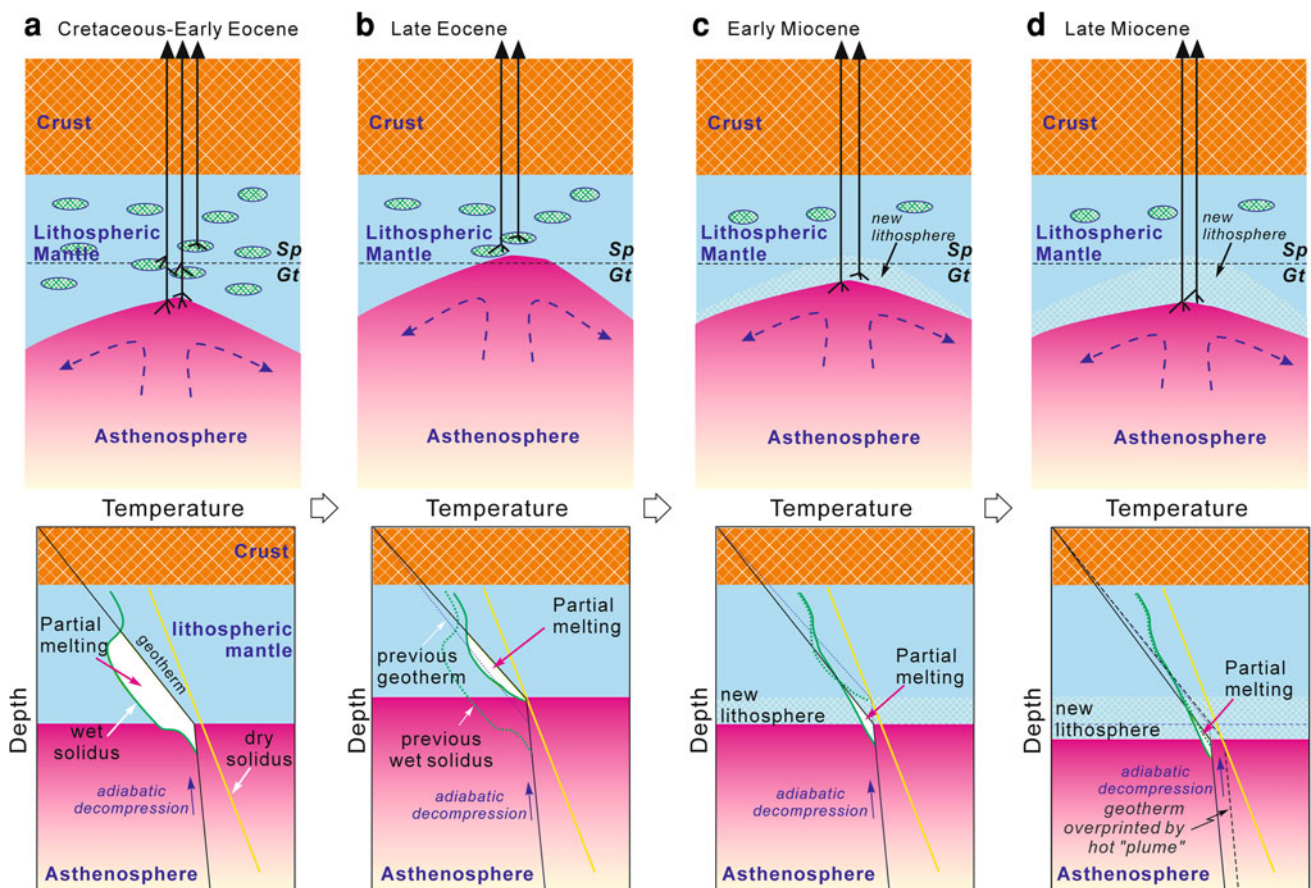 a Cretaceous-Early Eocene
Crust
Lithospheric
Mantle
Sp
Gt
Asthenosphere
b Late Eocene
Crust
Lithospheric
Mantle
Sp
Gt
Asthenosphere
c Early Miocene
Crust
Lithospheric
Mantle
new
lithosphere
Sp
Gt
Asthenosphere
d Late Miocene
Crust
Lithospheric
Mantle
new
lithosphere
Sp
Gt
Asthenosphere
Temperature
Depth
Crust
Partial
melting
geotherm
lithospheric
mantle
wet
solidus
dry
solidus
adiabatic
decompression
Asthenosphere
Temperature
Depth
Partial
melting
previous
geotherm
previous
wet solidus
adiabatic
decompression
Asthenosphere
Temperature
Depth
Partial
melting
new
lithosphere
adiabatic
decompression
Asthenosphere
Temperature
Depth
Partial
melting
new
lithosphere
adiabatic
decompression
geotherm
overprinted by
hot "plume"
Asthenosphere